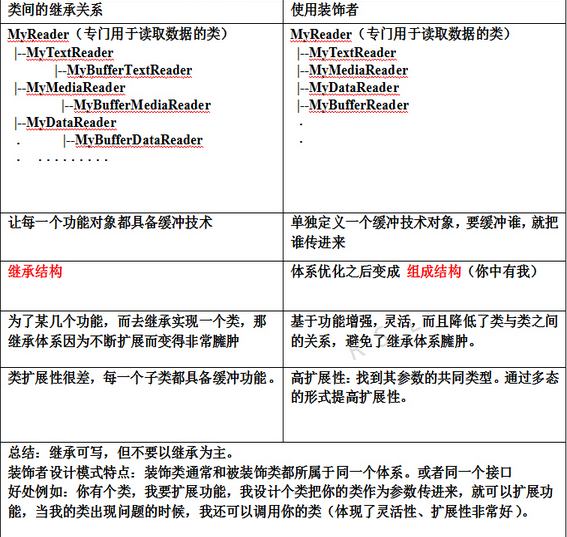 类间的继承关系
使用装饰者
MyReader（专门用于读取数据的类）
|--MyTextReader
|--MyBufferTextReader
|--MyMediaReader
|--MyBufferMediaReader
|--MyDataReader
. |--MyBufferDataReader
. . . . . . . . . .
MyReader（专门用于读取数据的类）
|--MyTextReader
|--MyMediaReader
|--MyDataReader
|--MyBufferReader
.
.
让每一个功能对象都具备缓冲技术
单独定义一个缓冲技术对象，要缓冲谁，就把
谁传进来
继承结构
体系优化之后变成 组成结构（你中有我）
为了某几个功能，而去继承实现一个类，那
继承体系因为不断扩展而变得非常臃肿
基于功能增强，灵活，而且降低了类与类之间
的关系，避免了继承体系臃肿。
类扩展性很差，每一个子类都具备缓冲功能。
高扩展性：找到其参数的共同类型。通过多态
的形式提高扩展性。
总结：继承可写，但不要以继承为主。
装饰者设计模式特点：装饰类通常和被装饰类都所属于同一个体系。或者同一个接口
好处例如：你有个类，我要扩展功能，我设计个类把你的类作为参数传进来，就可以扩展功
能，当我的类出现问题的时候，我还可以调用你的类（体现了灵活性、扩展性非常好）。